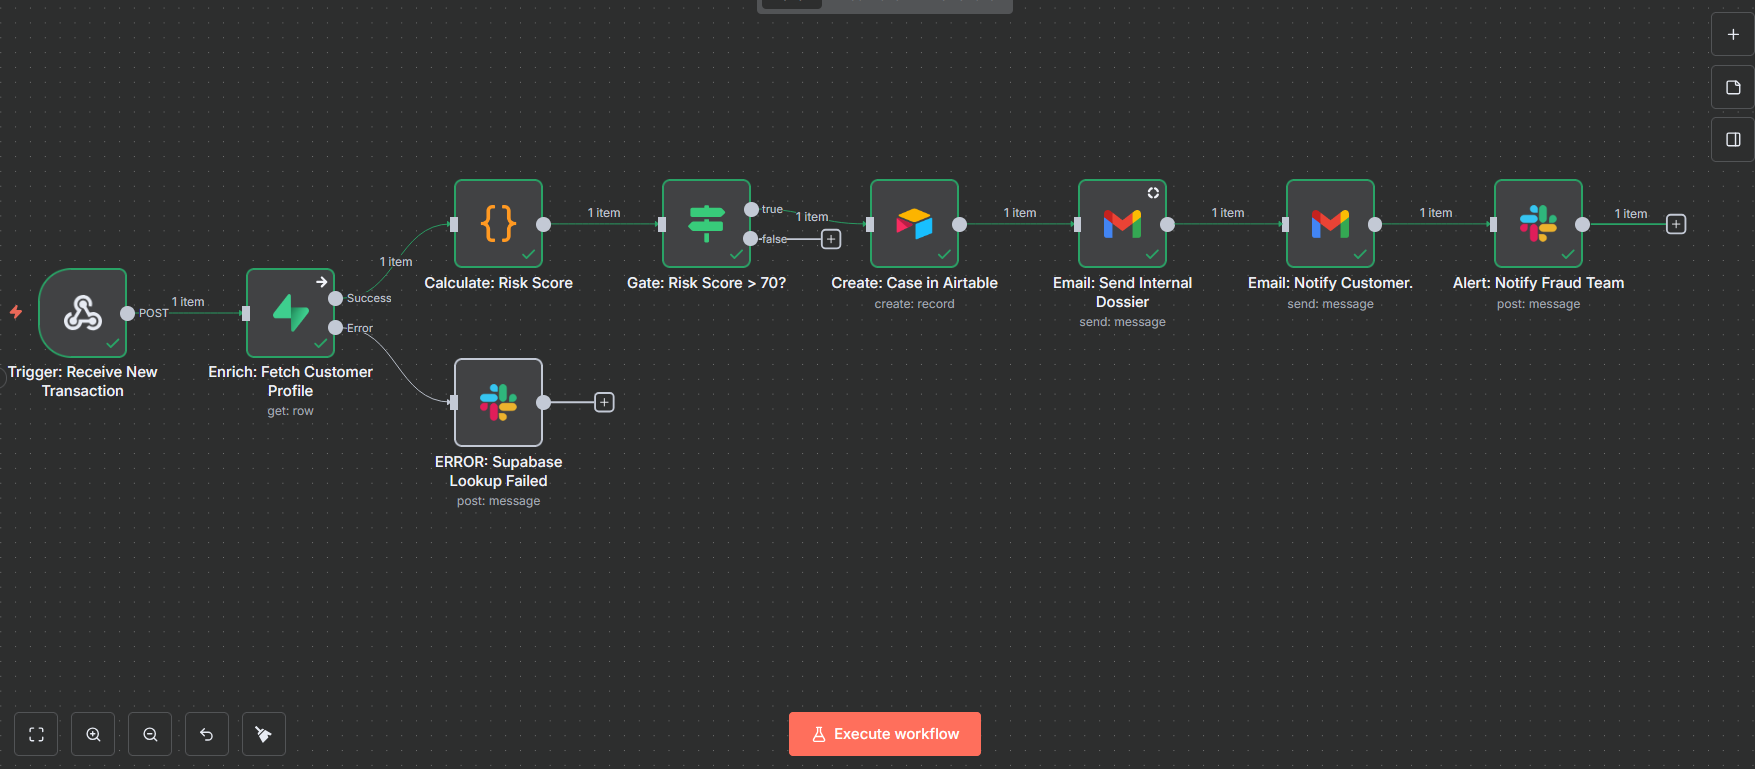 1 item
POST
Trigger: Receive New
Transaction
Success
Error
Enrich: Fetch Customer
Profile
get: row
1 item
Calculate: Risk Score
1 item
true
false
Gate: Risk Score > 70?
1 item
Create: Case in Airtable
create: record
1 item
Email: Send Internal
Dossier
send: message
1 item
Email: Notify Customer.
send: message
1 item
Alert: Notify Fraud Team
post: message
1 item
ERROR: Supabase
Lookup Failed
post: message
Execute workflow